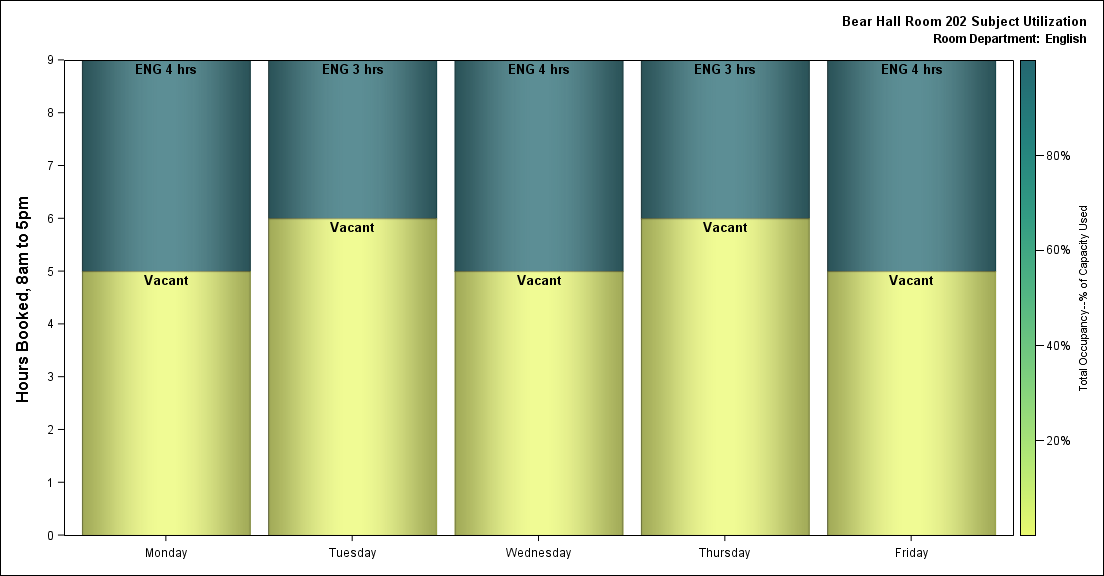 Bear Hall Room 202 Subject Utilization
Room Department: English
Hours Booked, 8am to 5pm
9
8
7
6
5
4
3
2
1
0
ENG 4 hrs
ENG 3 hrs
ENG 4 hrs
ENG 3 hrs
ENG 4 hrs
Vacant
Vacant
Vacant
Vacant
Vacant
Monday
Tuesday
Wednesday
Thursday
Friday
80%
60%
40%
20%
Total Occupancy--% of Capacity Used